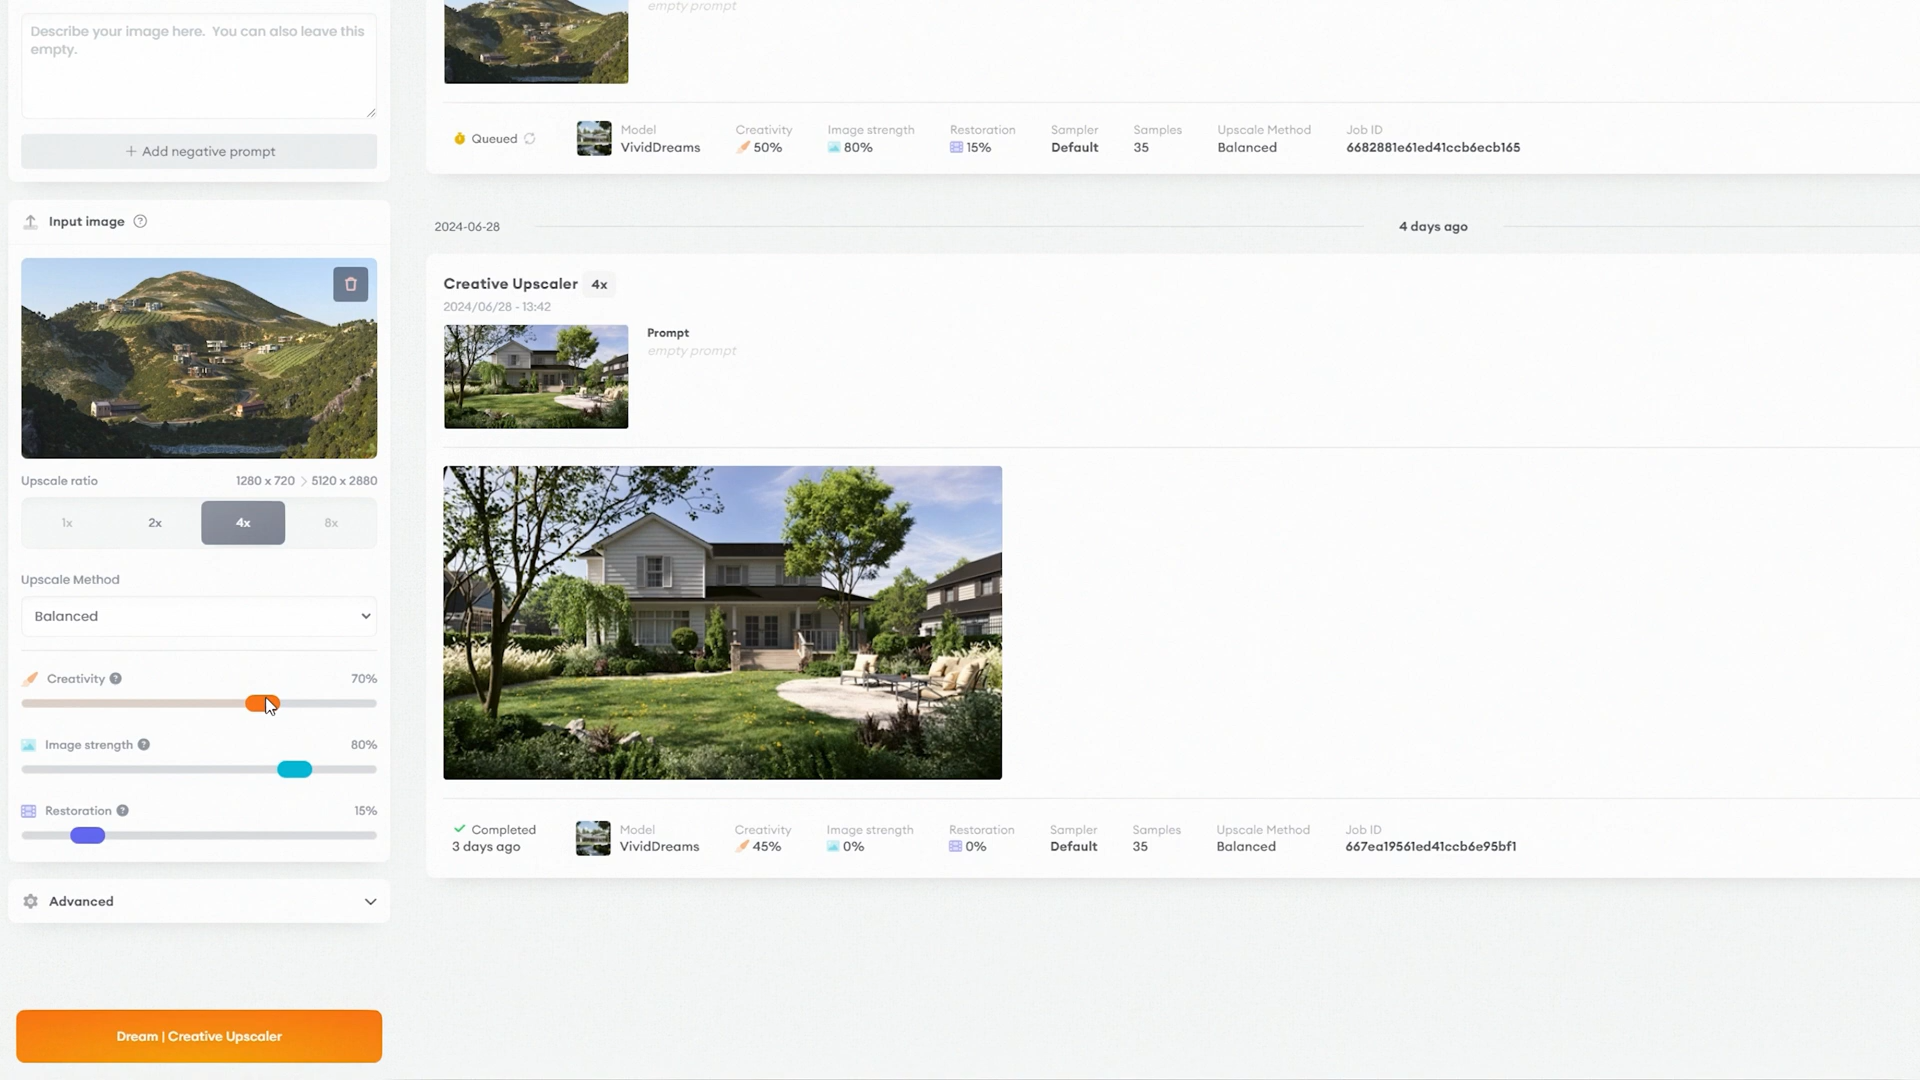 Describe your image here. You can also leave this
empty.
+ Add negative prompt
Input image
Upscale ratio 1280 x 720 > 5120 x 2880
1x 2x 4x 8x
Upscale Method
Balanced
Creativity 70%
Image strength 80%
Restoration 15%
Advanced
Dream | Creative Upscaler
empty prompt
Queued
Model
VividDreams
Creativity
50%
Image strength
80%
Restoration
15%
Sampler
Default
Samples
35
Upscale Method
Balanced
Job ID
6682881e61ed41ccb6ecb165
2024-06-28 4 days ago
Creative Upscaler 4x
2024/06/28 - 13:42
Prompt
empty prompt
Completed
3 days ago
Model
VividDreams
Creativity
45%
Image strength
0%
Restoration
0%
Sampler
Default
Samples
35
Upscale Method
Balanced
Job ID
667ea19561ed41ccb6e95bf1